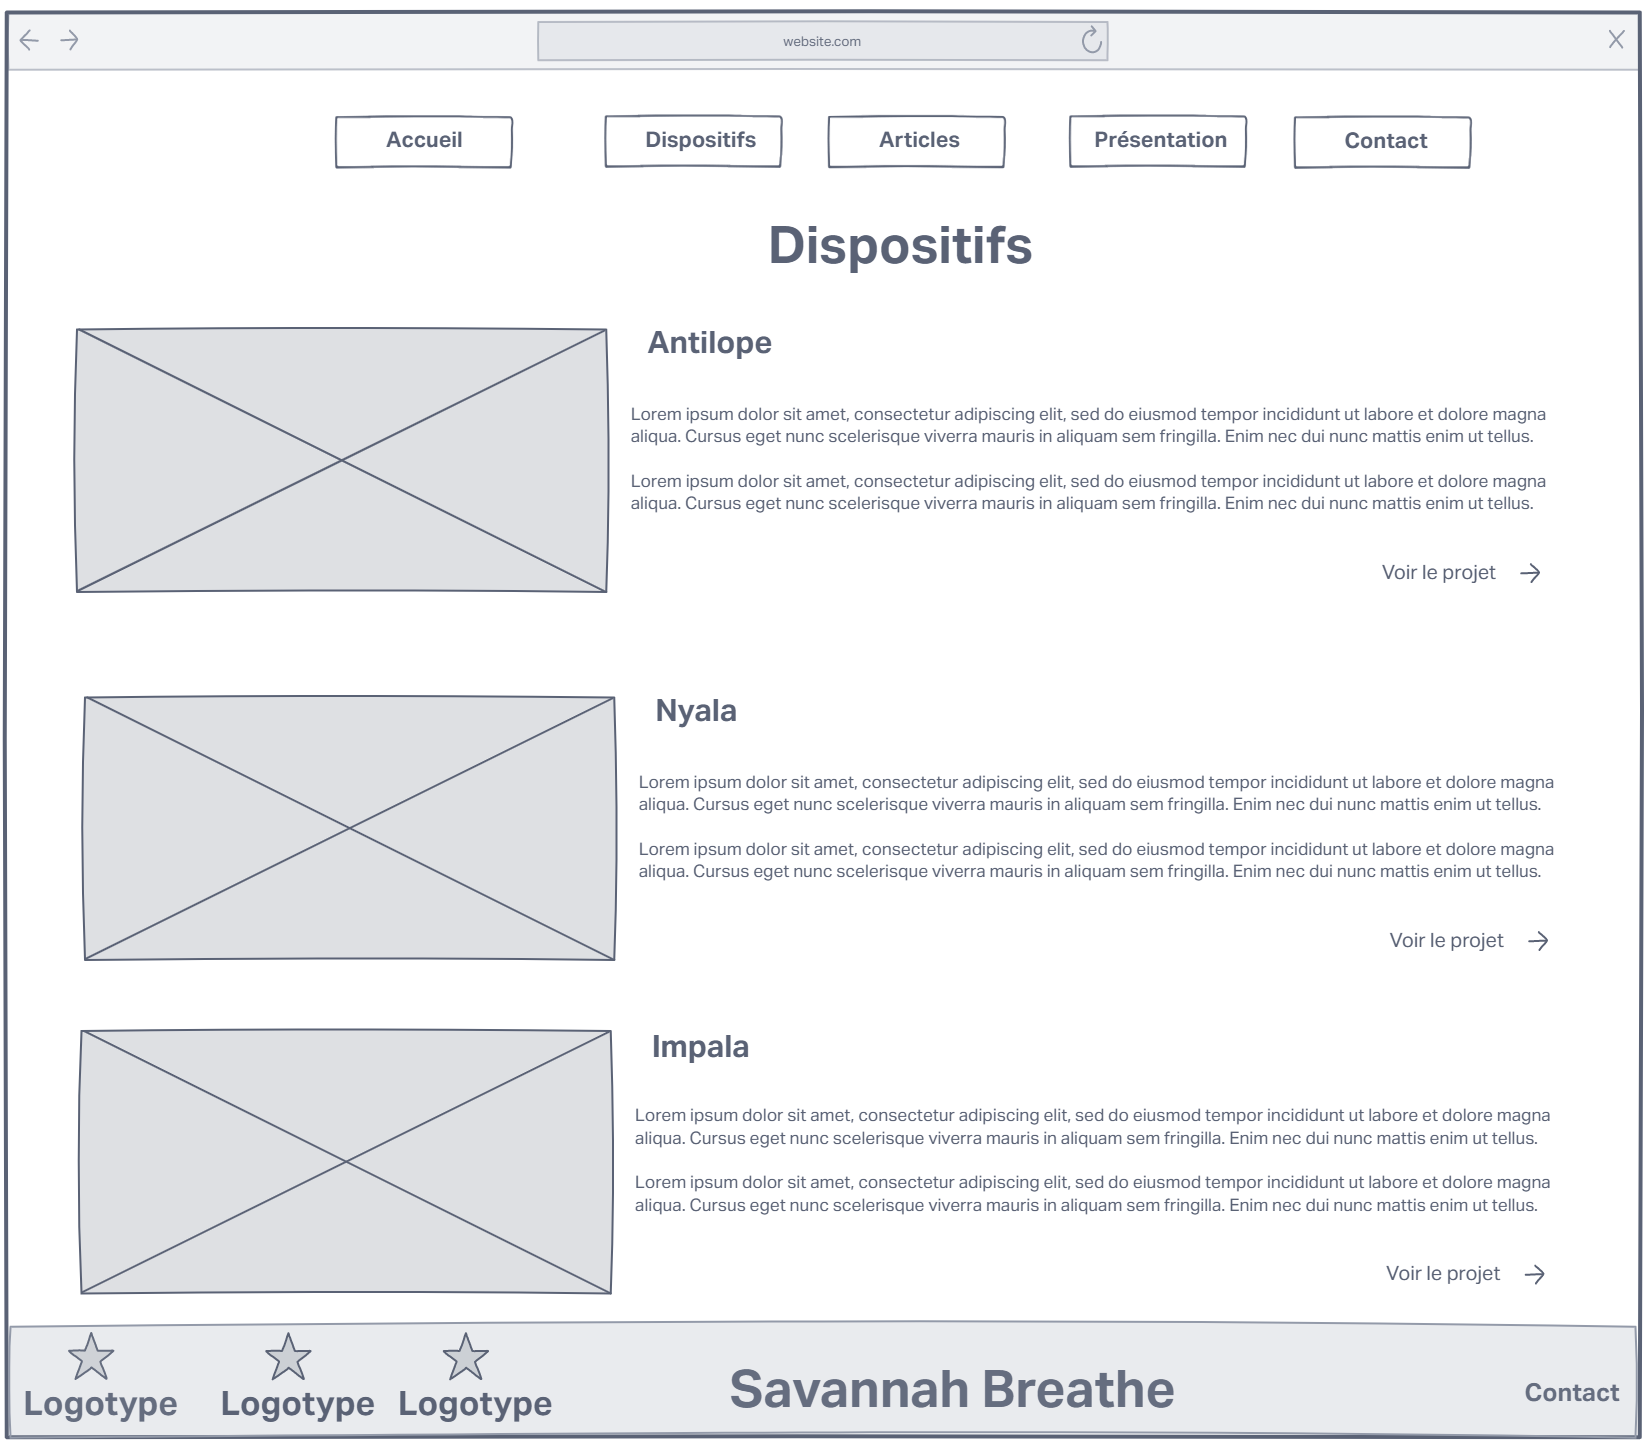 website.com
Accueil
Dispositifs
Articles
Présentation
Contact
Dispositifs
Antilope
Lorem ipsum dolor sit amet, consectetur adipiscing elit, sed do eiusmod tempor incididunt ut labore et dolore magna
aliqua. Cursus eget nunc scelerisque viverra mauris in aliquam sem fringilla. Enim nec dui nunc mattis enim ut tellus.
Lorem ipsum dolor sit amet, consectetur adipiscing elit, sed do eiusmod tempor incididunt ut labore et dolore magna
aliqua. Cursus eget nunc scelerisque viverra mauris in aliquam sem fringilla. Enim nec dui nunc mattis enim ut tellus.
Voir le projet
Nyala
Lorem ipsum dolor sit amet, consectetur adipiscing elit, sed do eiusmod tempor incididunt ut labore et dolore magna
aliqua. Cursus eget nunc scelerisque viverra mauris in aliquam sem fringilla. Enim nec dui nunc mattis enim ut tellus.
Lorem ipsum dolor sit amet, consectetur adipiscing elit, sed do eiusmod tempor incididunt ut labore et dolore magna
aliqua. Cursus eget nunc scelerisque viverra mauris in aliquam sem fringilla. Enim nec dui nunc mattis enim ut tellus.
Voir le projet
Impala
Lorem ipsum dolor sit amet, consectetur adipiscing elit, sed do eiusmod tempor incididunt ut labore et dolore magna
aliqua. Cursus eget nunc scelerisque viverra mauris in aliquam sem fringilla. Enim nec dui nunc mattis enim ut tellus.
Lorem ipsum dolor sit amet, consectetur adipiscing elit, sed do eiusmod tempor incididunt ut labore et dolore magna
aliqua. Cursus eget nunc scelerisque viverra mauris in aliquam sem fringilla. Enim nec dui nunc mattis enim ut tellus.
Voir le projet
Logotype
Logotype
Logotype
Savannah Breathe
Contact